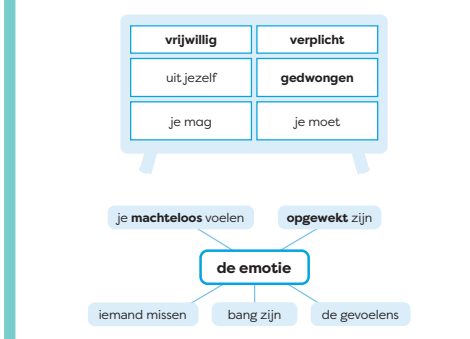 vrijwillig verplicht
uit jezelf gedwongen
je mag je moet
je machteloos voelen opgewekt zijn
de emotie
iemand missen bang zijn de gevoelens